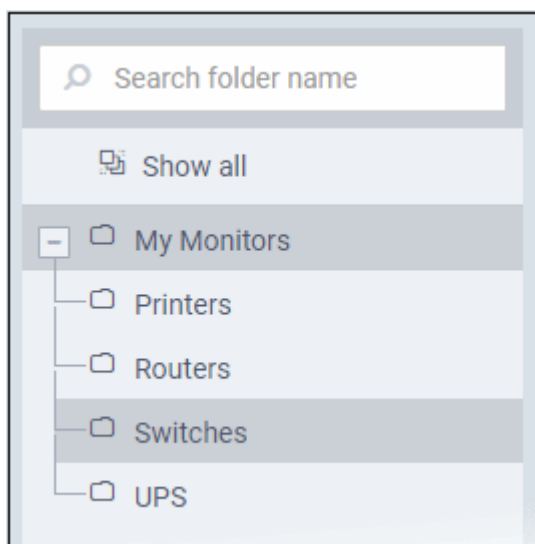 Search folder name
Show all
My Monitors
Printers
Routers
Switches
UPS